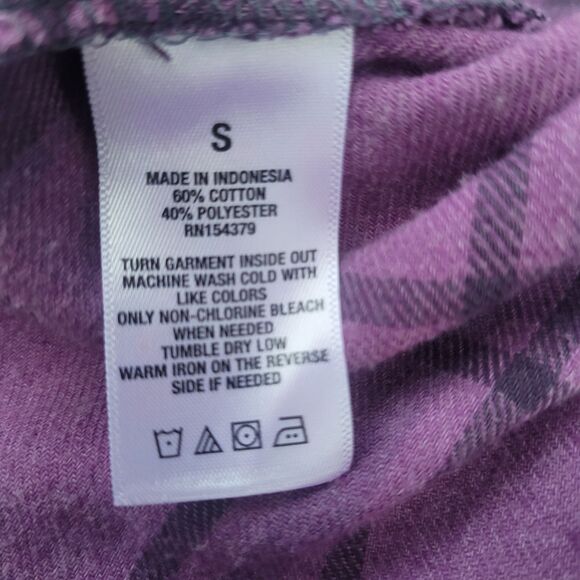 S
MADE IN INDONESIA
60% COTTON
40% POLYESTER
RN154379
TURN GARMENT INSIDE OUT
MACHINE WASH COLD WITH
LIKE COLORS
ONLY NON-CHLORINE BLEACH
WHEN NEEDED
TUMBLE DRY LOW
WARM IRON ON THE REVERSE
SIDE IF NEEDED